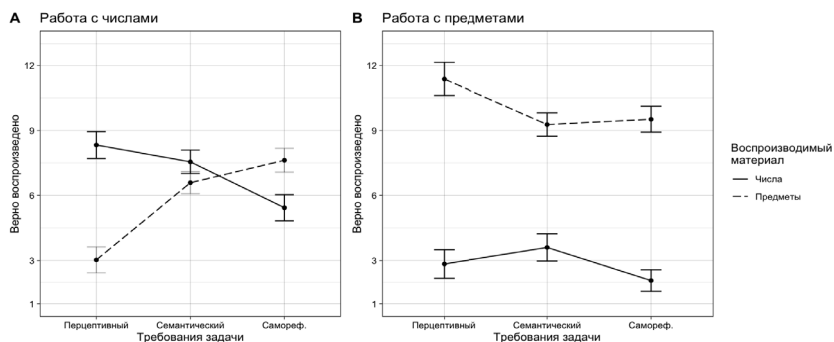 A Работа с числами
Верно воспроизведено
12
9
6
3
1
Перцептивный Семантический Самореф.
Требования задачи
B Работа с предметами
Верно воспроизведено
12
9
6
3
1
Перцептивный Семантический Самореф.
Требования задачи
Воспроизводимый
материал
Числа
Предметы